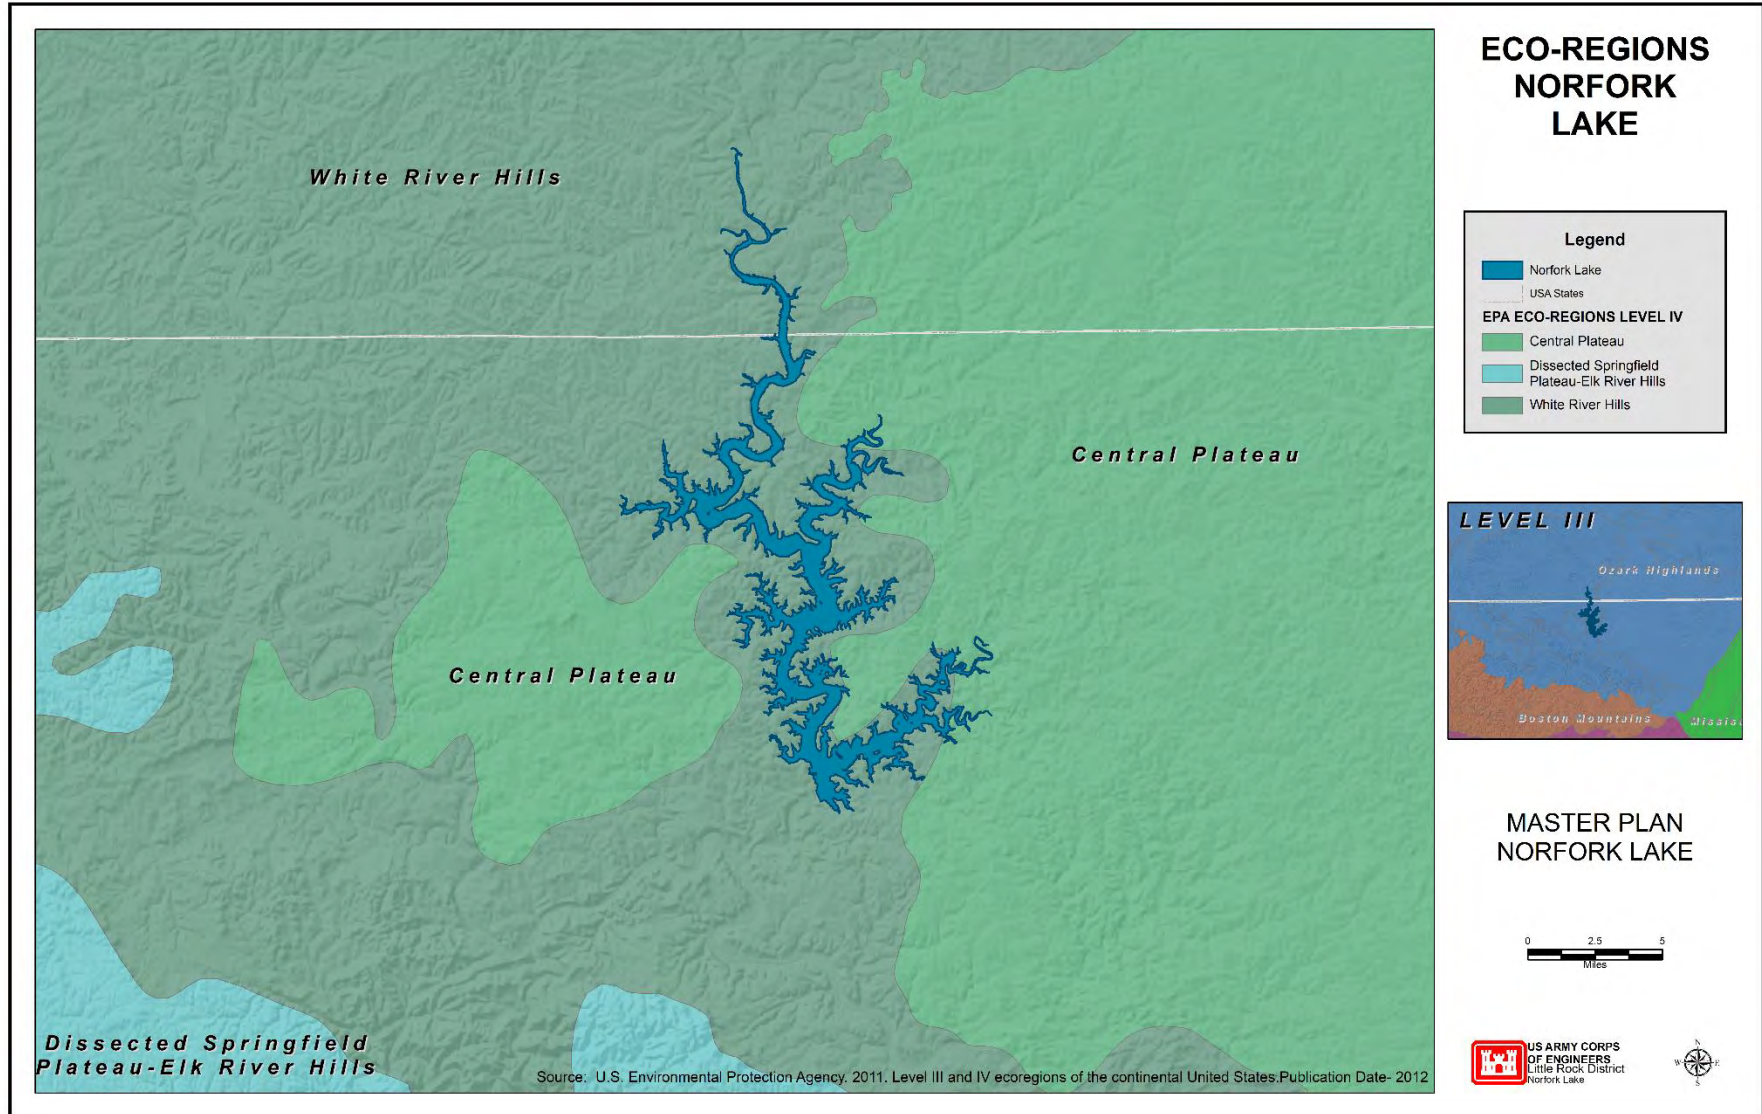 ECO-REGIONS
NORFORK
LAKE
White River Hills
Legend
Norfork Lake
USA States
EPA ECO-REGIONS LEVEL IV
Central Plateau
Dissected Springfield
Plateau-Elk River Hills
White River Hills
Central Plateau
LEVEL III
Ozark Highlands
Boston Mountains
Mississ
Central Plateau
MASTER PLAN
NORFORK LAKE
0 2.5 5
Miles
Dissected Springfield
Plateau-Elk River Hills
Source: U.S. Environmental Protection Agency. 2011. Level III and IV ecoregions of the continental United States.Publication Date- 2012
US ARMY CORPS
OF ENGINEERS
Little Rock District
Norfork Lake
N
W E
S